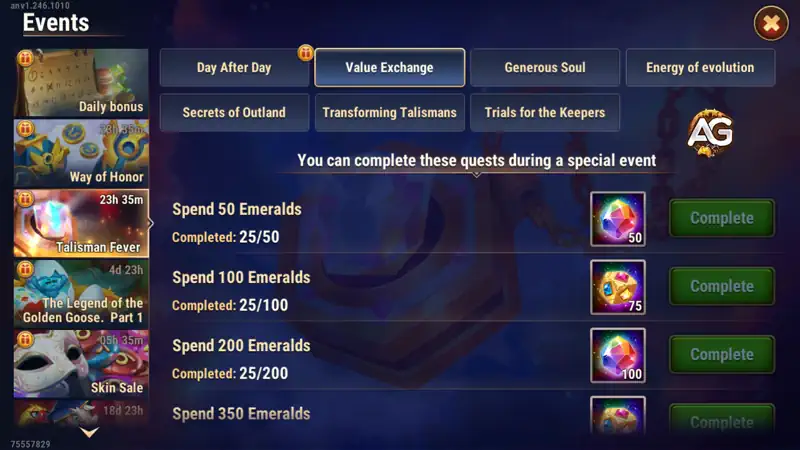 anv1.246.1010
Events
Daily bonus
23h 35m
Way of Honor
23h 35m
Talisman Fever
4d 23h
The Legend of the
Golden Goose. Part 1
05h 35m
Skin Sale
18d 23h
75557829
Day After Day
Value Exchange
Generous Soul
Energy of evolution
Secrets of Outland
Transforming Talismans
Trials for the Keepers
AG
You can complete these quests during a special event
Spend 50 Emeralds
Completed: 25/50
50
Complete
Spend 100 Emeralds
Completed: 25/100
75
Complete
Spend 200 Emeralds
Completed: 25/200
100
Complete
Spend 350 Emeralds
Complete